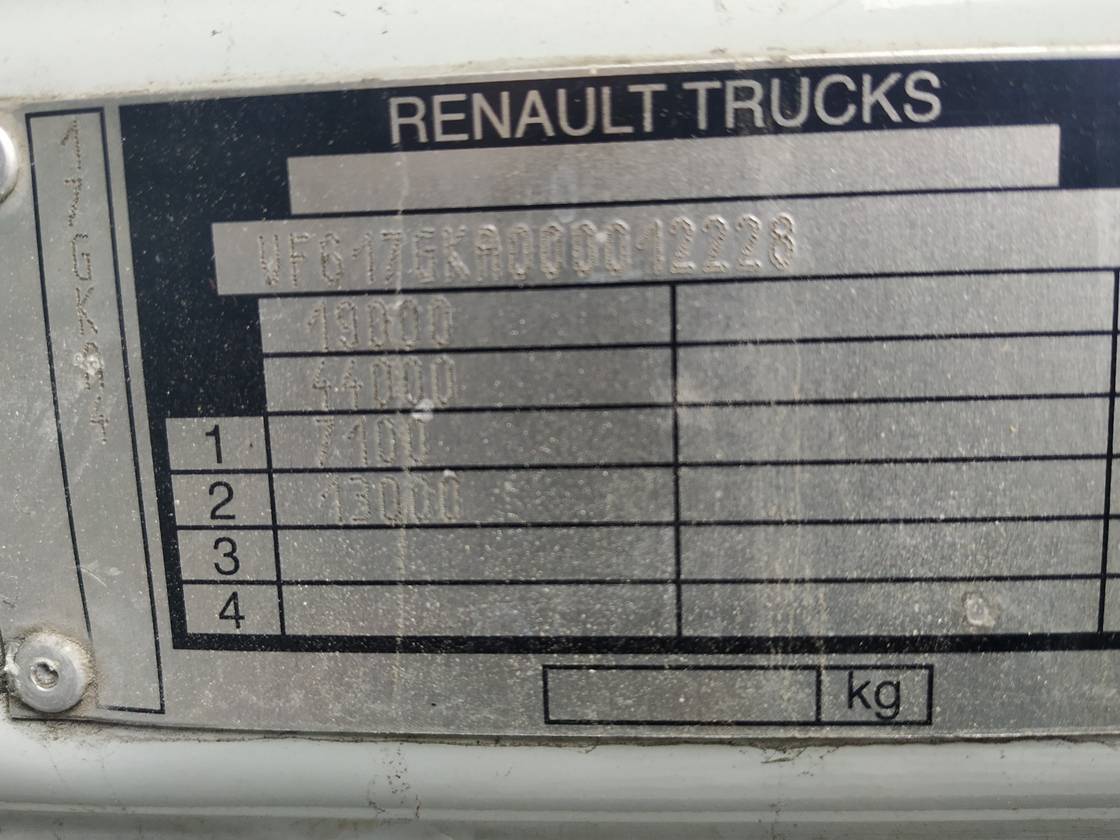 RENAULT TRUCKS
VF617GKA000012228
19000
44000
1 7100
2 13000
3
4
kg